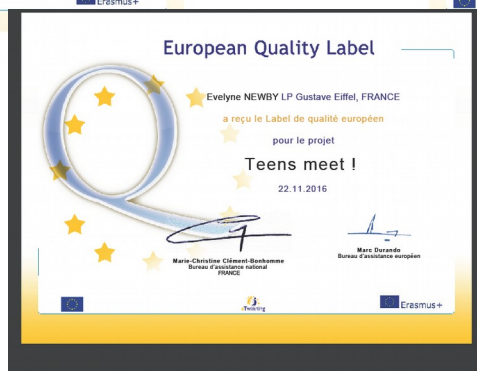 Erasmus+
European Quality Label
Evelyne NEWBY LP Gustave Eiffel, FRANCE
a reçu le Label de qualité européen
pour le projet
Teens meet !
22.11.2016
Marie-Christine Clément-Bonhomme
Bureau d'assistance national
FRANCE
Marc Durando
Bureau d'assistance européen
eTwinning
Erasmus+